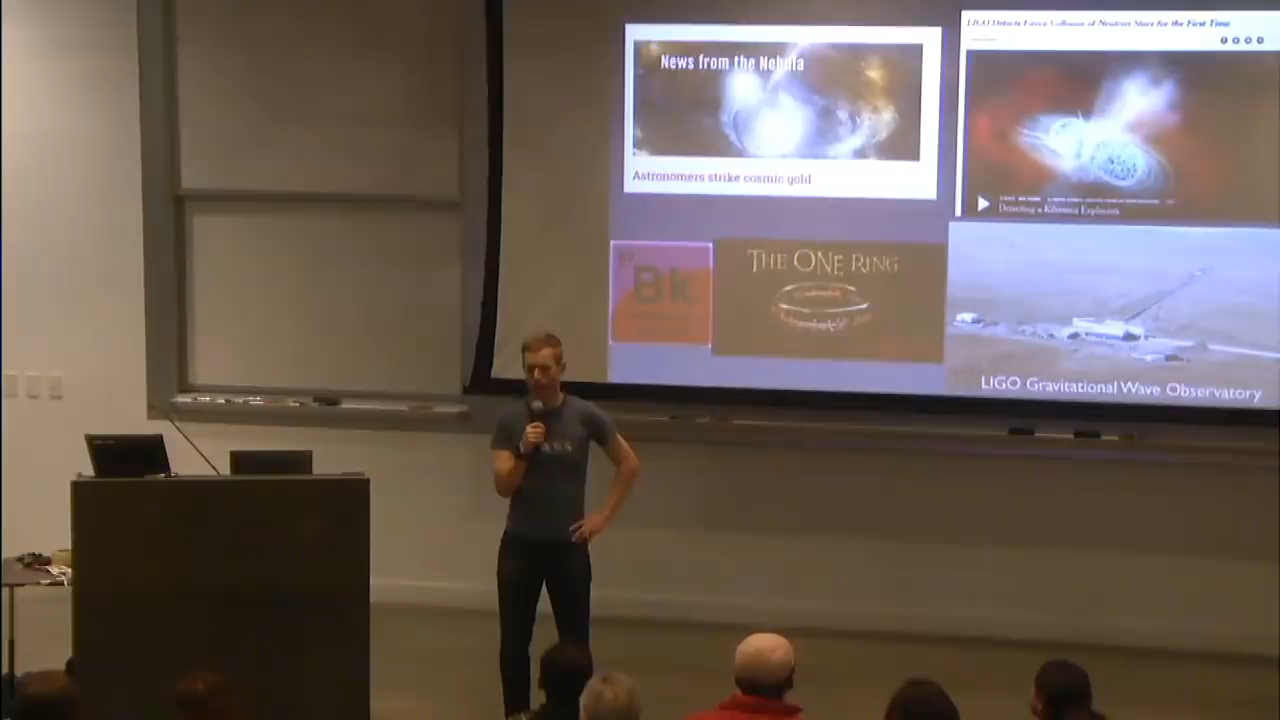 News from the Nebula
Astronomers strike cosmic gold
LIGO Detects Fierce Collision of Neutron Stars for the First Time
Detecting a Kilonova Explosion
Bk
THE ONE RING
LIGO Gravitational Wave Observatory